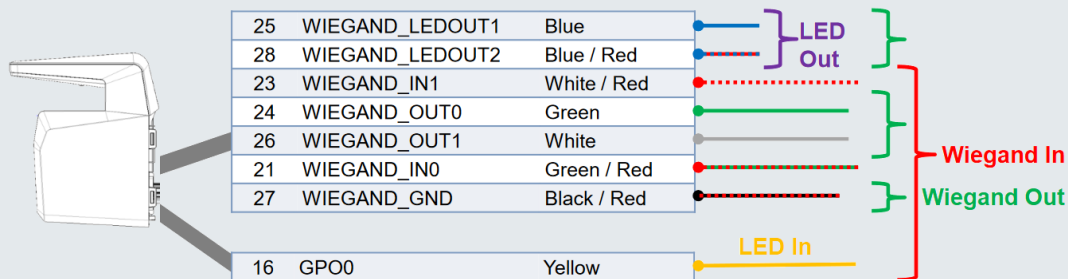 25 WIEGAND_LEDOUT1 Blue
28 WIEGAND_LEDOUT2 Blue / Red
23 WIEGAND_IN1 White / Red
24 WIEGAND_OUT0 Green
26 WIEGAND_OUT1 White
21 WIEGAND_IN0 Green / Red
27 WIEGAND_GND Black / Red
16 GPO0 Yellow
LED
Out
Wiegand In
Wiegand Out
LED In